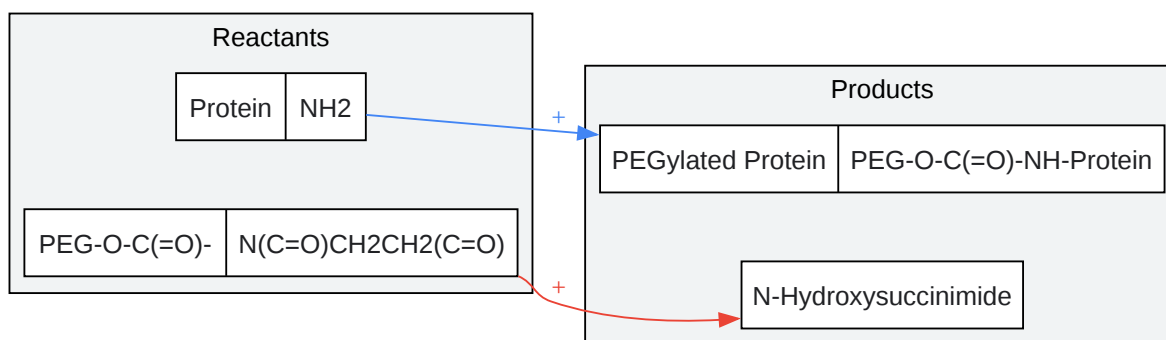 Reactants
Protein NH2
PEG-O-C(=O)- N(C=O)CH2CH2(C=O)
+
+
Products
PEGylated Protein PEG-O-C(=O)-NH-Protein
N-Hydroxysuccinimide